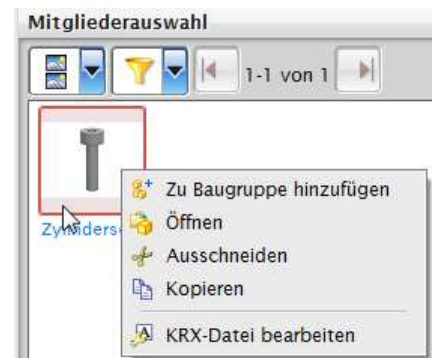 Mitgliederauswahl
1-1 von 1
Zu Baugruppe hinzufügen
Öffnen
Ausschneiden
Kopieren
KRX-Datei bearbeiten